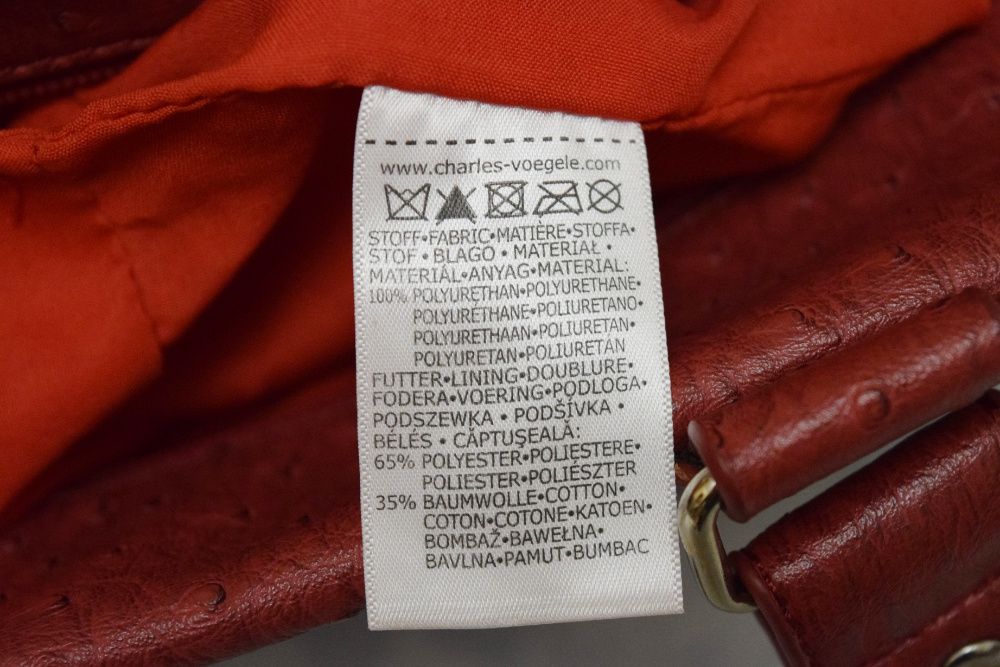 www.charles-voegele.com
STOFF•FABRIC•MATIÈRE•STOFFA•
STOF • BLAGO • MATERIAŁ •
MATERIÁL•ANYAG•MATERIAL:
100% POLYURETHAN•POLYURETHANE•
POLYURÉTHANE•POLIURETANO•
POLYURETHAAN•POLIURETAN•
POLYURETAN•POLIURETÁN
FUTTER•LINING•DOUBLURE•
FODERA•VOERING•PODLOGA•
PODSZEWKA • PODŠÍVKA •
BÉLÉS • CĂPTUŞEALĂ:
65% POLYESTER•POLIESTERE•
POLIESTER•POLIÉSZTER
35% BAUMWOLLE•COTTON•
COTON•COTONE•KATOEN•
BOMBAŽ•BAWEŁNA•
BAVLNA•PAMUT•BUMBAC